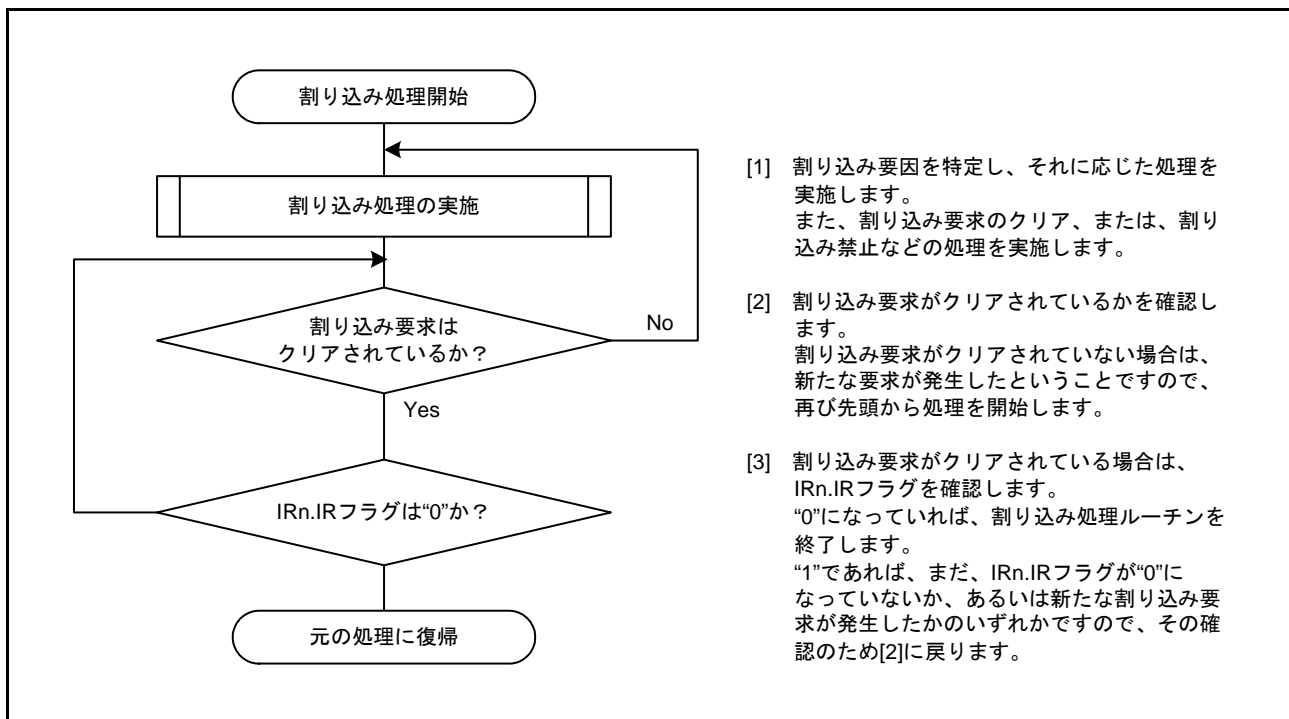 割り込み処理開始
割り込み処理の実施
割り込み要求は
クリアされているか？
No
Yes
IRn.IRフラグは“0”か？
元の処理に復帰
[1] 割り込み要因を特定し、それに応じた処理を
実施します。
また、割り込み要求のクリア、または、割り
込み禁止などの処理を実施します。
[2] 割り込み要求がクリアされているかを確認し
ます。
割り込み要求がクリアされていない場合は、
新たな要求が発生したということですので、
再び先頭から処理を開始します。
[3] 割り込み要求がクリアされている場合は、
IRn.IRフラグを確認します。
“0”になっていれば、割り込み処理ルーチンを
終了します。
“1”であれば、まだ、IRn.IRフラグが“0”に
なっていないか、あるいは新たな割り込み要
求が発生したかのいずれかですので、その確
認のため[2]に戻ります。